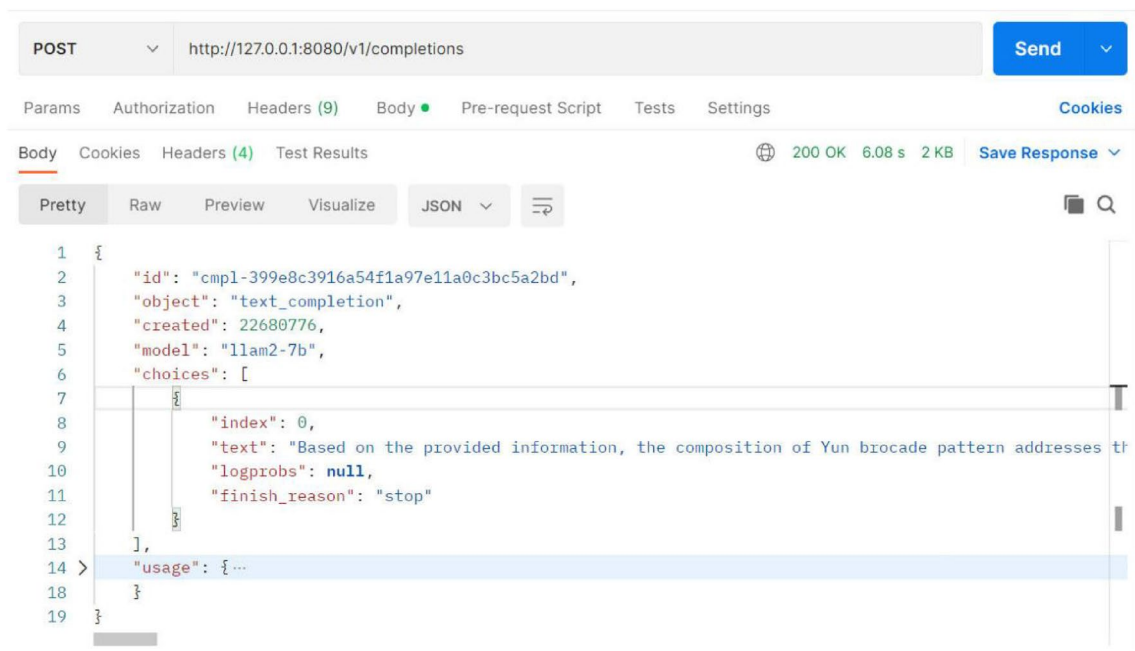 POST http://127.0.0.1:8080/v1/completions Send
Params Authorization Headers (9) Body Pre-request Script Tests Settings Cookies
Body Cookies Headers (4) Test Results 200 OK 6.08 s 2 KB Save Response
Pretty Raw Preview Visualize JSON
1 {
2 "id": "cmpl-399e8c3916a54f1a97e11a0c3bc5a2bd",
3 "object": "text_completion",
4 "created": 22680776,
5 "model": "llam2-7b",
6 "choices": [
7 {
8 "index": 0,
9 "text": "Based on the provided information, the composition of Yun brocade pattern addresses th
10 "logprobs": null,
11 "finish_reason": "stop"
12 }
13 ],
14 "usage": {...
18 }
19 }